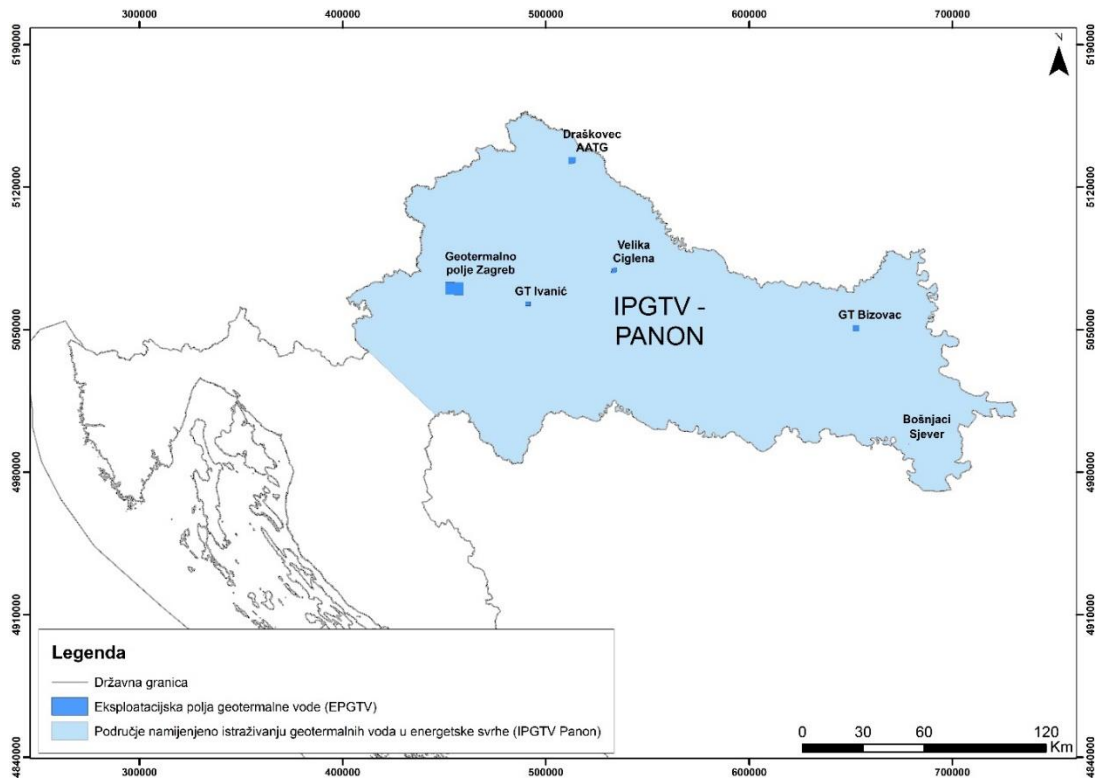 300000
400000
500000
600000
700000
5190000
5190000
Draškovec
AATG
5120000
5120000
Geotermalno
polje Zagreb
Velika
Ciglena
GT Ivanić
IPGTV -
PANON
GT Bizovac
5050000
5050000
Bošnjaci
Sjever
4980000
4980000
4910000
4910000
Legenda
Državna granica
Eksploatacijska polja geotermalne vode (EPGTV)
Područje namijenjeno istraživanju geotermalnih voda u energetske svrhe (IPGTV Panon)
0 30 60 120
Km
4840000
4840000
300000
400000
500000
600000
700000